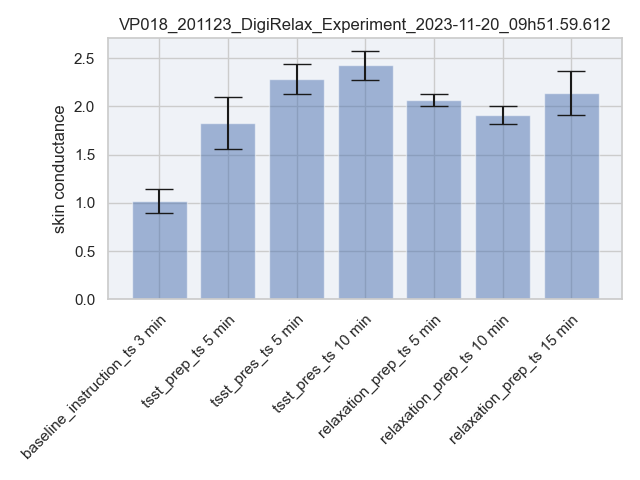 VP018_201123_DigiRelax_Experiment_2023-11-20_09h51.59.612
skin conductance
2.5
2.0
1.5
1.0
0.5
0.0
baseline_instruction_ts 3 min
tsst_prep_ts 5 min
tsst_pres_ts 5 min
tsst_pres_ts 10 min
relaxation_prep_ts 5 min
relaxation_prep_ts 10 min
relaxation_prep_ts 15 min